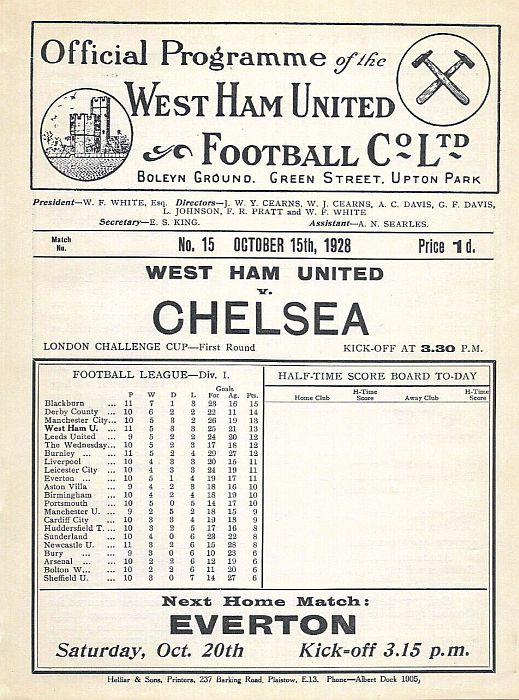 Official Programme of the
WEST HAM UNITED
FOOTBALL Co. LTD
BOLEYN GROUND. GREEN STREET, UPTON PARK
President—W. F. WHITE, Esq. Directors—J. W. Y. CEARNS, W. J. CEARNS, A. C. DAVIS, G. F. DAVIS,
L. JOHNSON, F. R. PRATT and W. F. WHITE
Secretary—E. S. KING. Assistant—A. N. SEARLES.
Match No. No. 15 OCTOBER 15th, 1928 Price 1d.
WEST HAM UNITED
v.
CHELSEA
LONDON CHALLENGE CUP—First Round KICK-OFF AT 3.30 P.M.
FOOTBALL LEAGUE—Div. I.
Goals
P W D L For Ag. Pts.
Blackburn ... 11 7 1 3 23 16 15
Derby County ... 10 6 2 2 22 11 14
Manchester City... 10 5 3 2 26 19 13
West Ham U. ... 11 5 3 3 25 21 13
Leeds United ... 9 5 2 2 24 20 12
The Wednesday... 10 5 2 3 17 18 12
Burnley ... ... 11 5 2 4 29 27 12
Liverpool ... 10 4 3 3 20 15 11
Leicester City ... 10 4 3 3 24 19 11
Everton ... ... 10 5 1 4 19 17 11
Aston Villa ... 9 4 2 3 18 16 10
Birmingham ... 10 4 2 4 18 19 10
Portsmouth ... 10 5 0 5 14 17 10
Manchester U. ... 9 2 5 2 18 15 9
Cardiff City ... 10 3 3 4 19 13 9
Huddersfield T. ... 10 3 2 5 17 16 8
Sunderland ... 10 4 0 6 23 22 8
Newcastle U. ... 11 3 2 6 15 28 8
Bury ... ... 9 3 0 6 10 23 6
Arsenal ... ... 10 2 2 6 12 19 6
Bolton W... ... 10 2 2 6 11 20 6
Sheffield U. ... 10 3 0 7 14 27 6
HALF-TIME SCORE BOARD TO-DAY
Home Club H-Time Score Away Club H-Time Score
Next Home Match:
EVERTON
Saturday, Oct. 20th Kick-off 3.15 p.m.
Helliar & Sons, Printers, 237 Barking Road, Plaistow, E.13. Phone—Albert Dock 1905,